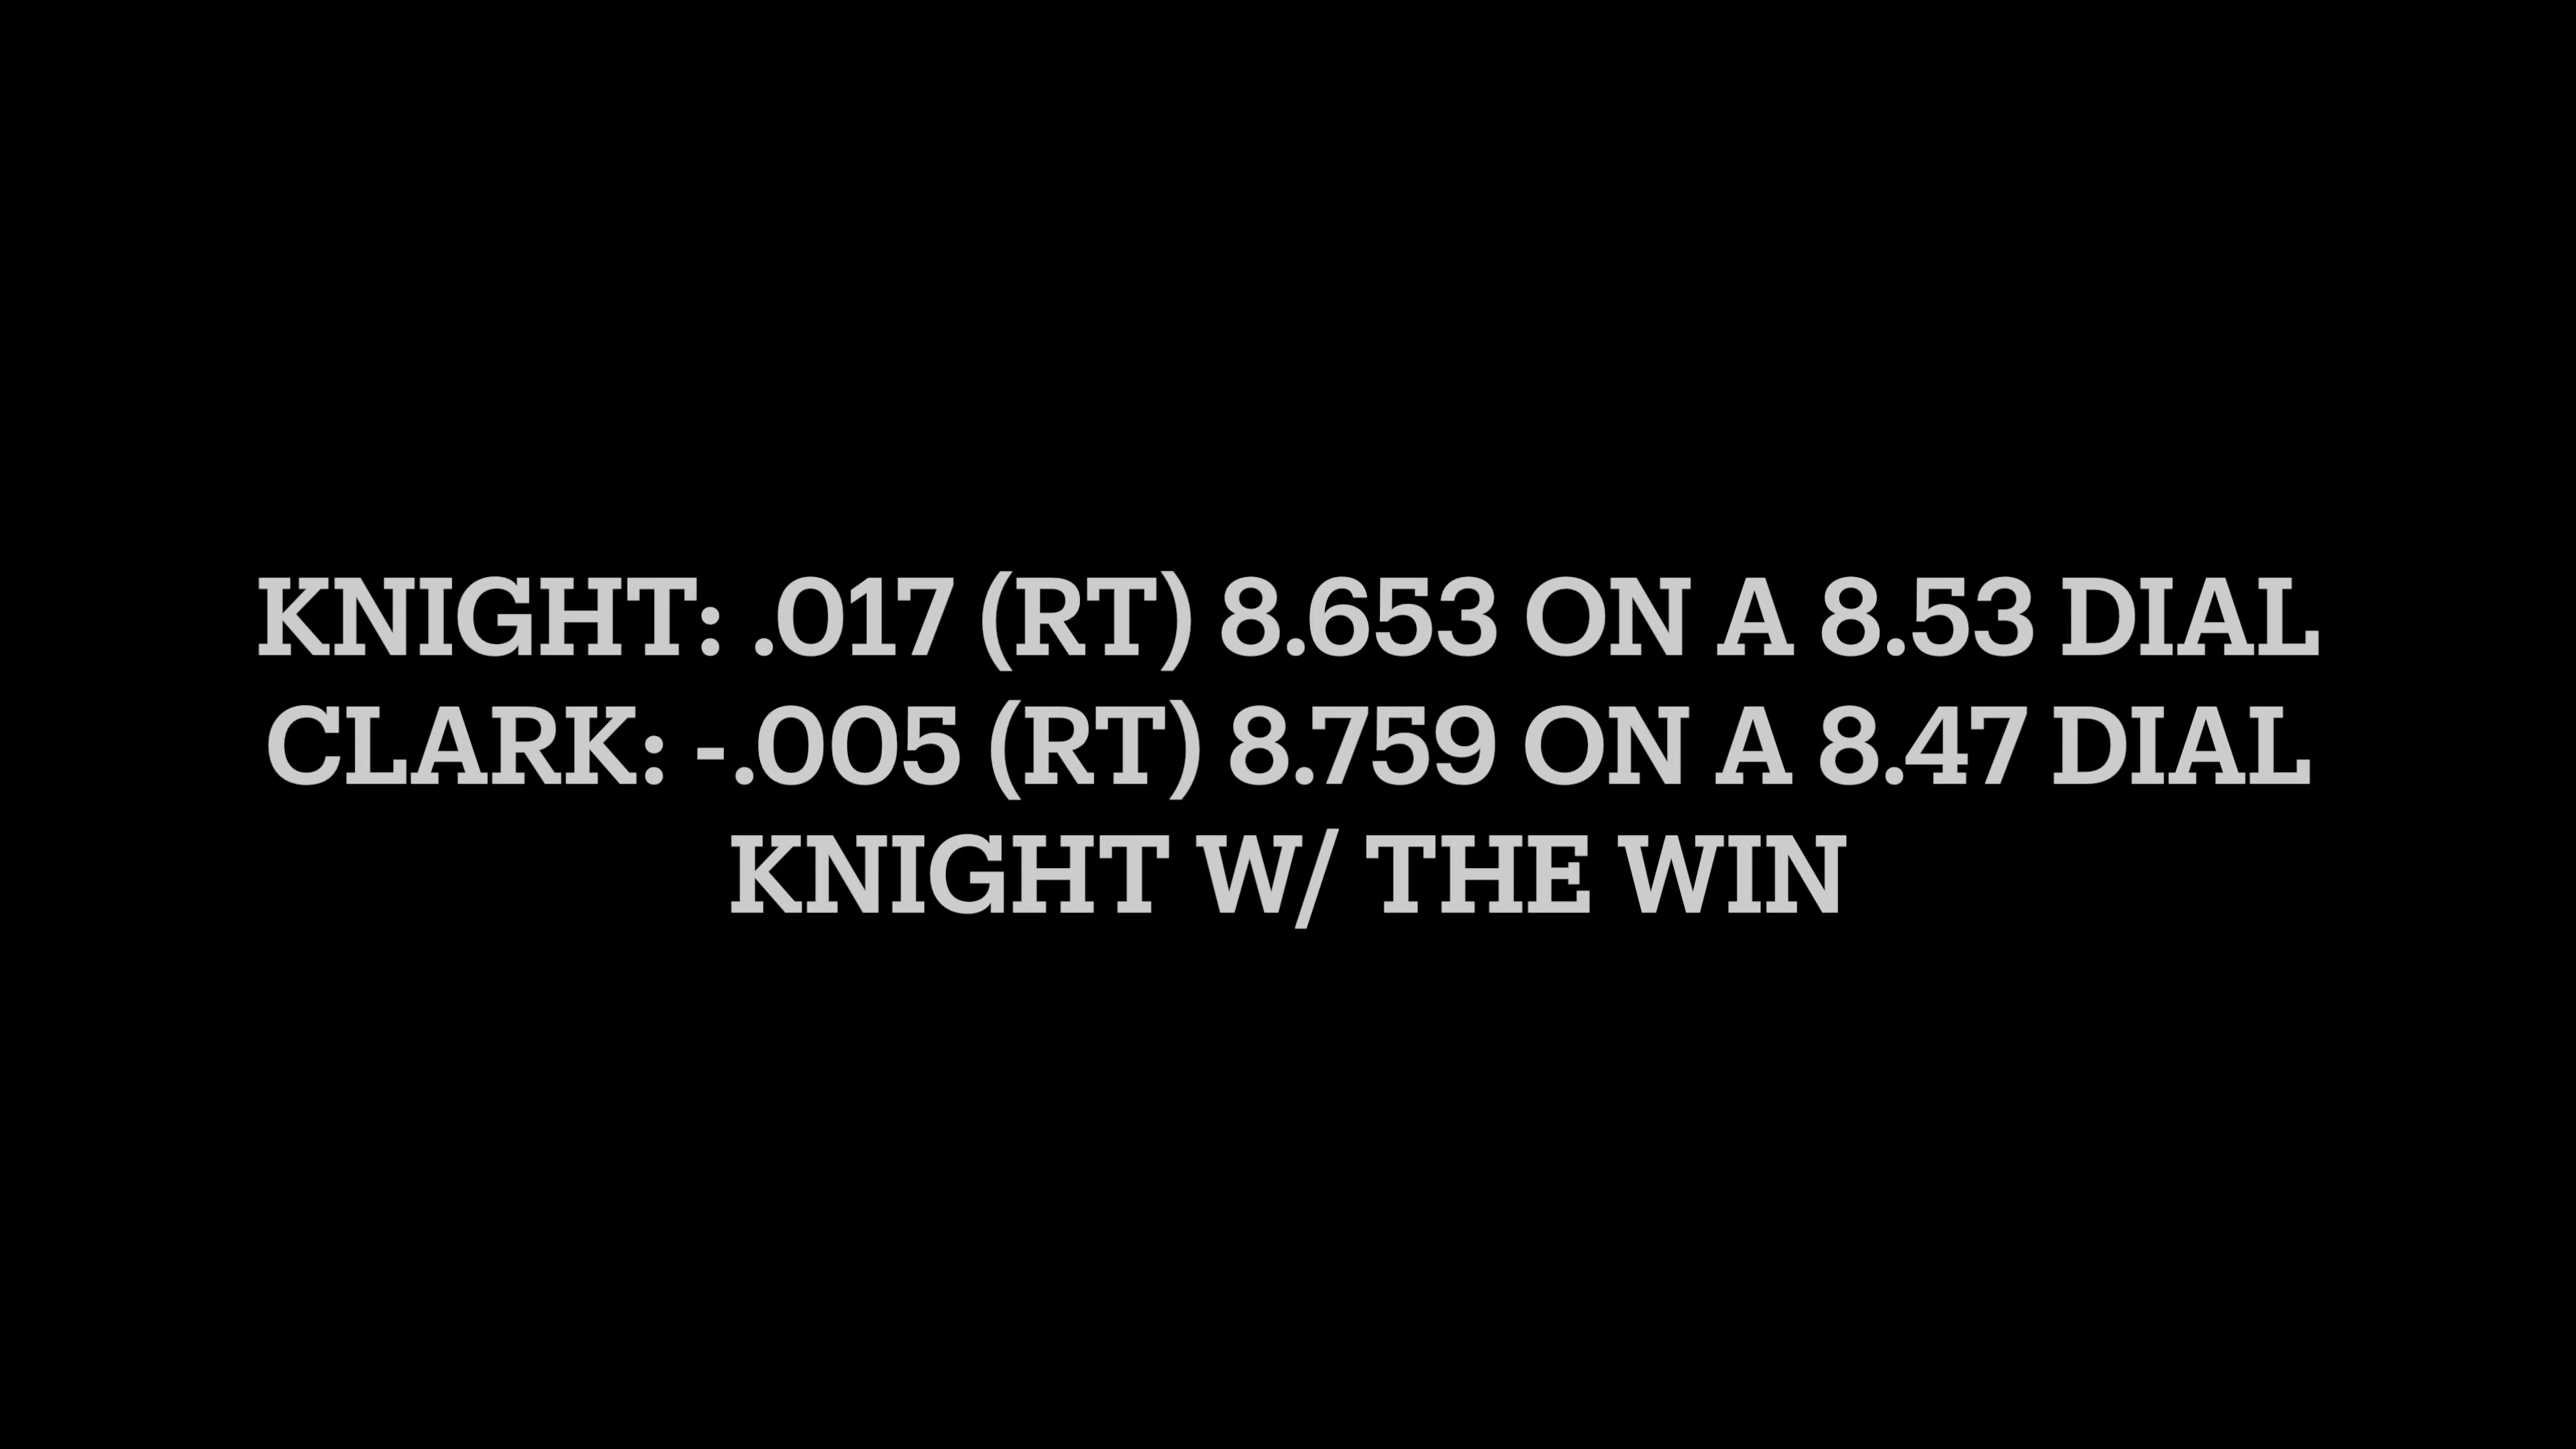 KNIGHT: .017 (RT) 8.653 ON A 8.53 DIAL
CLARK: -.005 (RT) 8.759 ON A 8.47 DIAL
KNIGHT W/ THE WIN